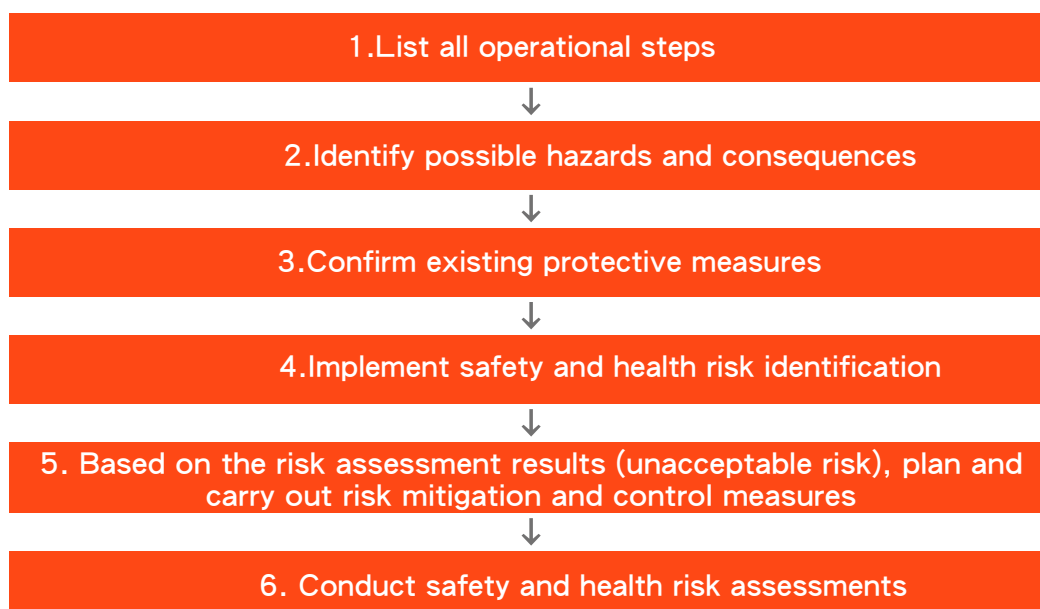 1.List all operational steps
2.Identify possible hazards and consequences
3.Confirm existing protective measures
4.Implement safety and health risk identification
5. Based on the risk assessment results (unacceptable risk), plan and
carry out risk mitigation and control measures
6. Conduct safety and health risk assessments